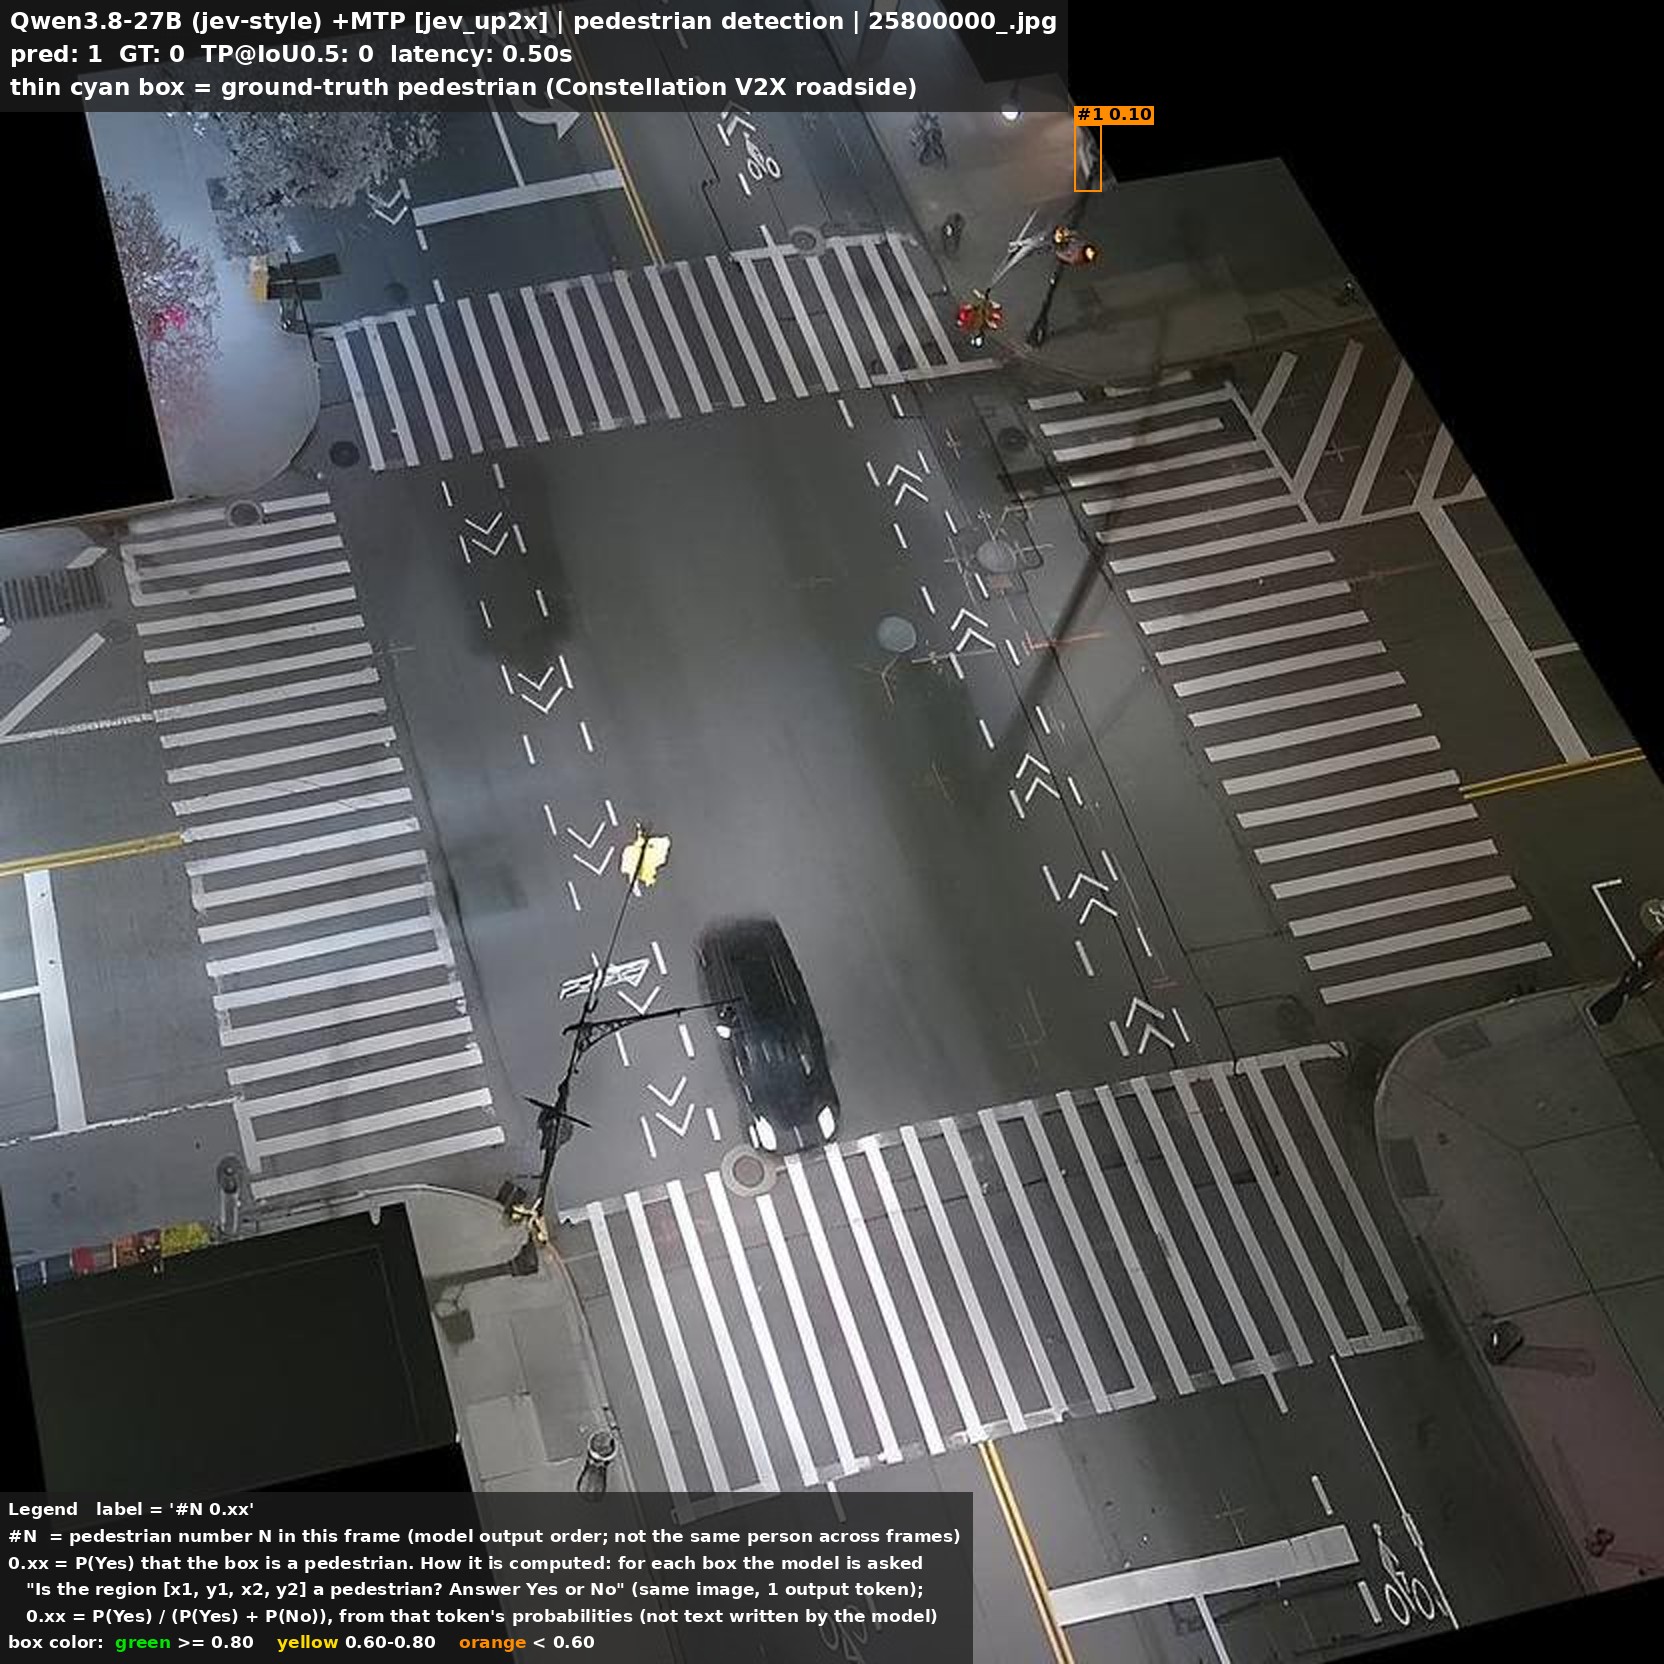 Qwen3.8-27B (jev-style) +MTP [jev_up2x] | pedestrian detection | 25800000_.jpg
pred: 1  GT: 0  TP@IoU0.5: 0  latency: 0.50s
thin cyan box = ground-truth pedestrian (Constellation V2X roadside)
#1 0.10
Legend   label = '#N 0.xx'
#N  = pedestrian number N in this frame (model output order; not the same person across frames)
0.xx = P(Yes) that the box is a pedestrian. How it is computed: for each box the model is asked
"Is the region [x1, y1, x2, y2] a pedestrian? Answer Yes or No" (same image, 1 output token);
0.xx = P(Yes) / (P(Yes) + P(No)), from that token's probabilities (not text written by the model)
box color:  green >= 0.80    yellow 0.60-0.80    orange < 0.60